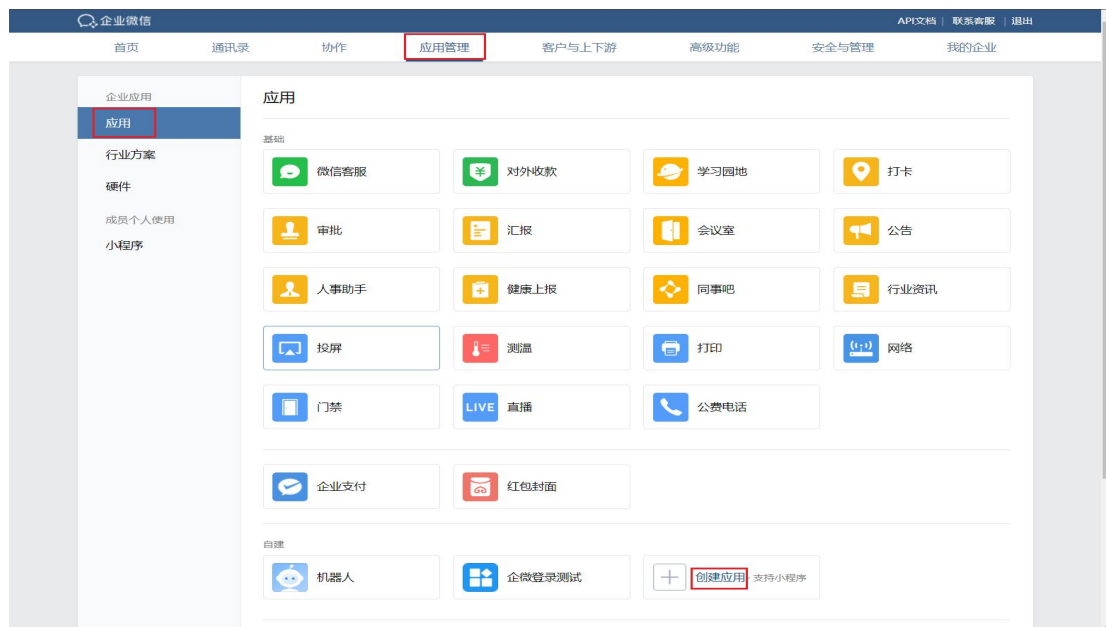 企业微信 API文档 | 联系客服 | 退出
首页 通讯录 协作 应用管理 客户与上下游 高级功能 安全与管理 我的企业
企业应用
应用
行业方案
硬件
成员个人使用
小程序
应用
基础
微信客服 对外收款 学习园地 打卡
审批 汇报 会议室 公告
人事助手 健康上报 同事吧 行业资讯
投屏 测温 打印 网络
门禁 LIVE 直播 公费电话
企业支付 红包封面
自建
机器人 企微登录测试 创建应用 支持小程序